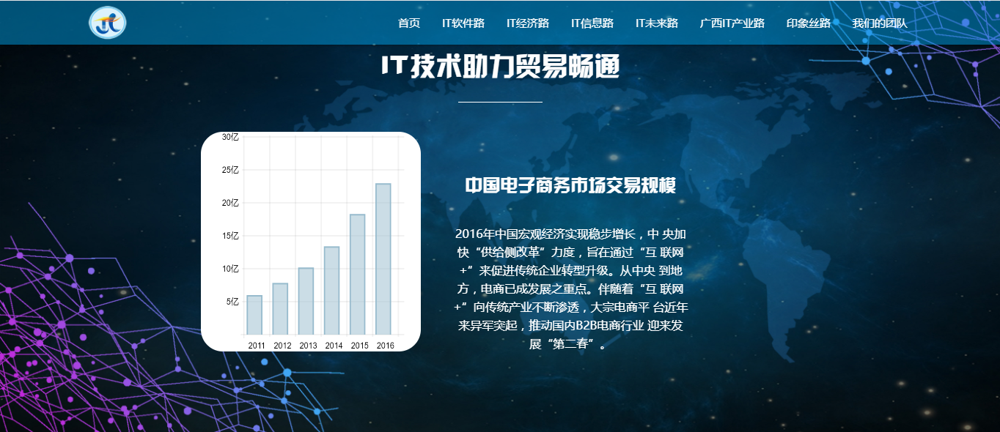 首页 IT软件路 IT经济路 IT信息路 IT未来路 广西IT产业路 印象丝路 我们的团队
IT技术助力贸易畅通
30亿
25亿
20亿
15亿
10亿
5亿
2011 2012 2013 2014 2015 2016
中国电子商务市场交易规模
2016年中国宏观经济实现稳步增长，中 央加
快“供给侧改革”力度，旨在通过“互 联网
+”来促进传统企业转型升级。从中央 到地
方，电商已成发展之重点。伴随着“互 联网
+”向传统产业不断渗透，大宗电商平 台近年
来异军突起，推动国内B2B电商行业 迎来发
展“第二春”。